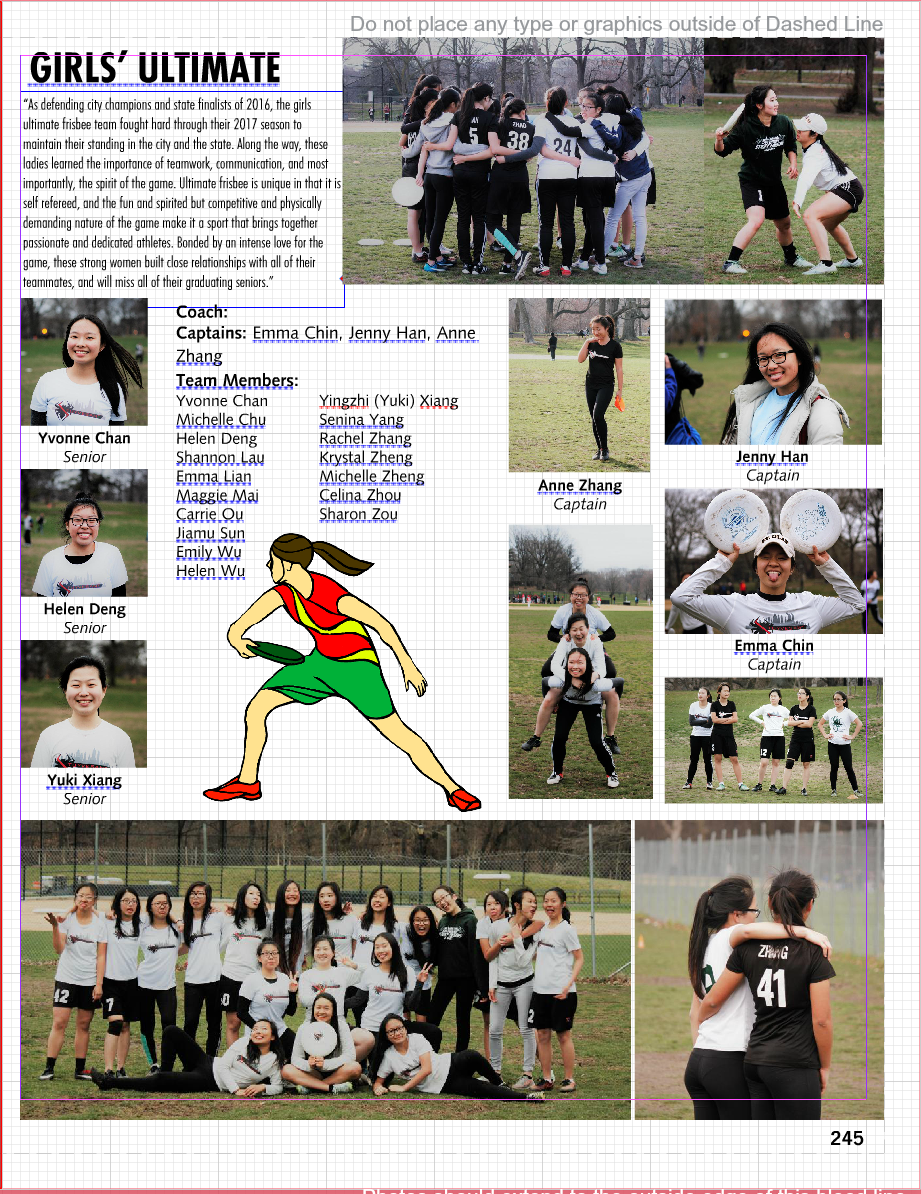 Do not place any type or graphics outside of Dashed Line
GIRLS’ ULTIMATE
“As defending city champions and state finalists of 2016, the girls
ultimate frisbee team fought hard through their 2017 season to
maintain their standing in the city and the state. Along the way, these
ladies learned the importance of teamwork, communication, and most
importantly, the spirit of the game. Ultimate frisbee is unique in that it is
self refereed, and the fun and spirited but competitive and physically
demanding nature of the game make it a sport that brings together
passionate and dedicated athletes. Bonded by an intense love for the
game, these strong women built close relationships with all of their
teammates, and will miss all of their graduating seniors.”
5
38
24
1
Coach:
Captains: Emma Chin, Jenny Han, Anne
Zhang
Team Members:
Yvonne Chan
Michelle Chu
Helen Deng
Shannon Lau
Emma Lian
Maggie Mai
Carrie Ou
Jiamu Sun
Emily Wu
Helen Wu
Yingzhi (Yuki) Xiang
Senina Yang
Rachel Zhang
Krystal Zheng
Michelle Zheng
Celina Zhou
Sharon Zou
Yvonne Chan
Senior
Helen Deng
Senior
Yuki Xiang
Senior
Anne Zhang
Captain
Jenny Han
Captain
Emma Chin
Captain
12
42
7
2
ZHANG
41
245
Photos should extend to the outside edge of this bleed line